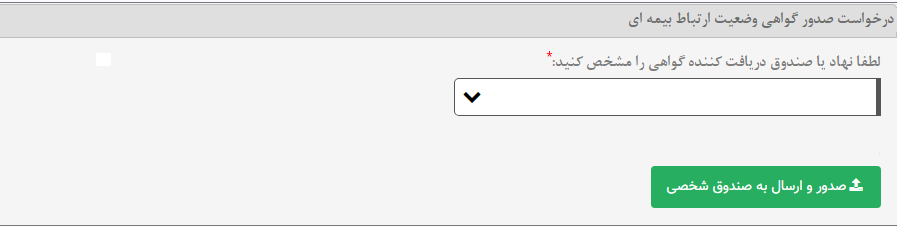 درخواست صدور گواهی وضعیت ارتباط بیمه ای
لطفا نهاد یا صندوق دریافت کننده گواهی را مشخص کنید:*
صدور و ارسال به صندوق شخصی